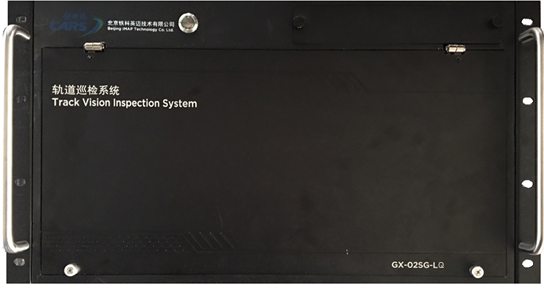 CARS
北京铁科英迈技术有限公司
Beijing IMAP Technology Co. Ltd.
轨道巡检系统
Track Vision Inspection System
GX-02SG-LQ